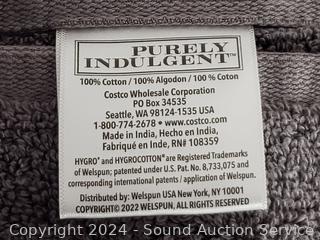 PURELY
INDULGENT™
100% Cotton / 100% Algodon / 100 % Coton
Costco Wholesale Corporation
PO Box 34535
Seattle, WA 98124-1535 USA
1-800-774-2678 • www.costco.com
Made in India, Hecho en India,
Fabriqué en Inde, RN# 108359
HYGRO® and HYGROCOTTON® are Registered Trademarks
of Welspun; patented under U.S. Pat. No. 8,733,075 and
corresponding international patents / application of Welspun.
Distributed by: Welspun USA New York, NY 10001
COPYRIGHT© 2022 WELSPUN, ALL RIGHTS RESERVED.
Copyright 2024 - Sound Auction Service